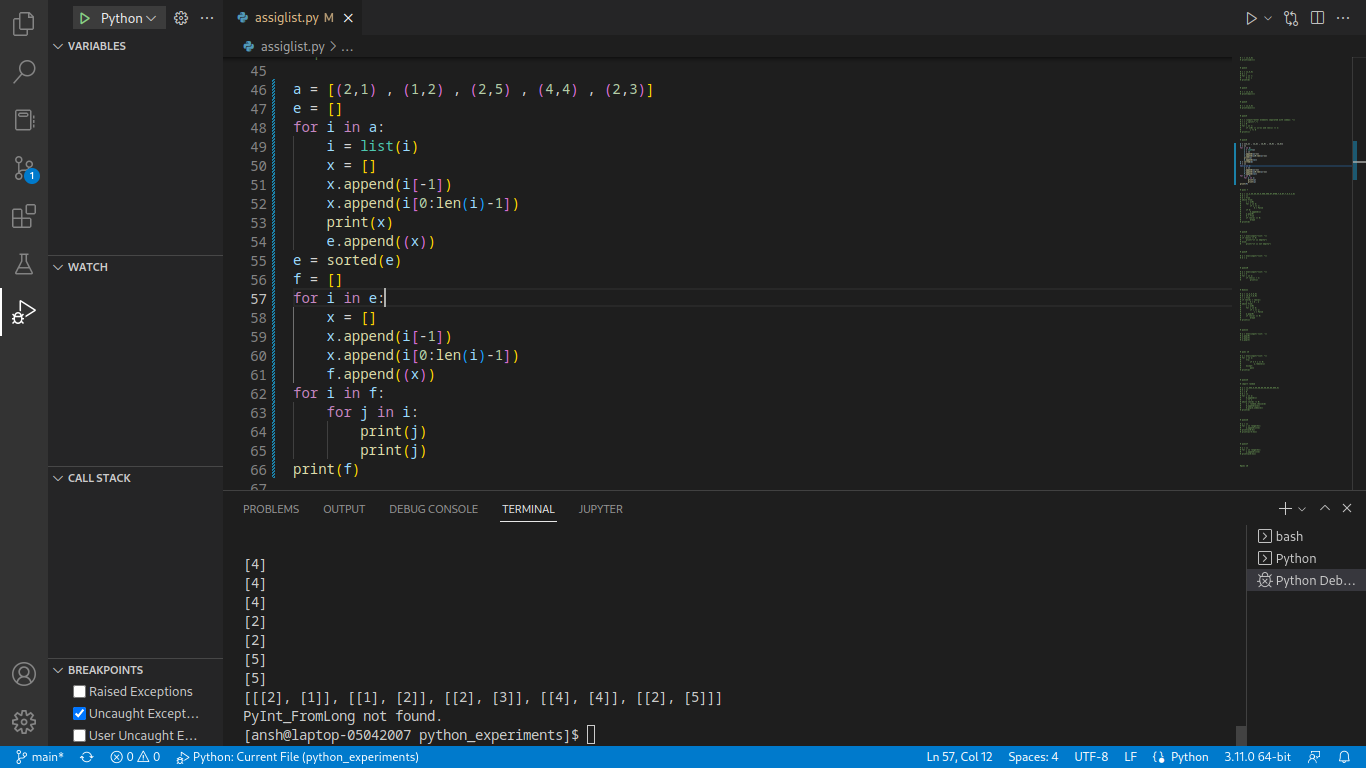 Python
VARIABLES
WATCH
CALL STACK
BREAKPOINTS
Raised Exceptions
Uncaught Except...
User Uncaught E...
1
assiglist.py M
assiglist.py > ...
45
46 a = [(2,1) , (1,2) , (2,5) , (4,4) , (2,3)]
47 e = []
48 for i in a:
49     i = list(i)
50     x = []
51     x.append(i[-1])
52     x.append(i[0:len(i)-1])
53     print(x)
54     e.append((x))
55 e = sorted(e)
56 f = []
57 for i in e:
58     x = []
59     x.append(i[-1])
60     x.append(i[0:len(i)-1])
61     f.append((x))
62 for i in f:
63     for j in i:
64         print(j)
65         print(j)
66 print(f)
67
PROBLEMS OUTPUT DEBUG CONSOLE TERMINAL JUPYTER
[4]
[4]
[4]
[2]
[2]
[5]
[5]
[[[2], [1]], [[1], [2]], [[2], [3]], [[4], [4]], [[2], [5]]]
PyInt_FromLong not found.
[ansh@laptop-05042007 python_experiments]$
bash
Python
Python Deb...
main* 0 0 Python: Current File (python_experiments) Ln 57, Col 12 Spaces: 4 UTF-8 LF Python 3.11.0 64-bit